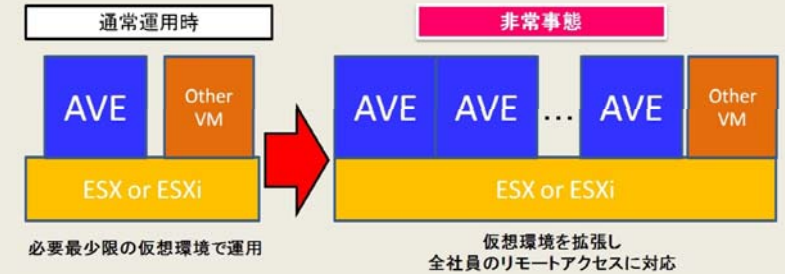 通常運用時
非常事態
AVE
Other
VM
AVE
AVE
...
AVE
Other
VM
ESX or ESXi
ESX or ESXi
必要最少限の仮想環境で運用
仮想環境を拡張し
全社員のリモートアクセスに対応